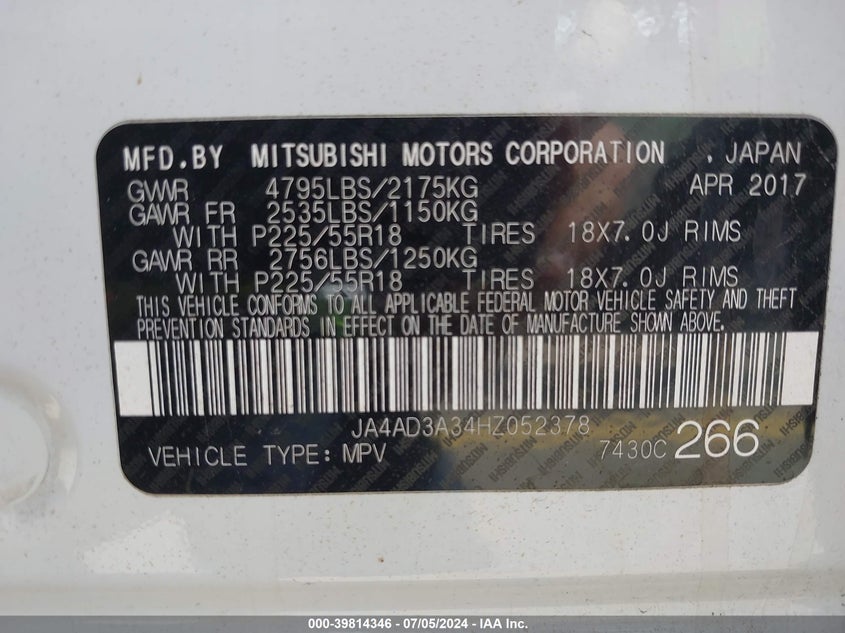 MFD.BY MITSUBISHI MOTORS CORPORATION , JAPAN
GVWR 4795LBS/2175KG APR 2017
GAWR FR 2535LBS/1150KG
WITH P225/55R18 TIRES 18X7.0J RIMS
GAWR RR 2756LBS/1250KG
WITH P225/55R18 TIRES 18X7.0J RIMS
THIS VEHICLE CONFORMS TO ALL APPLICABLE FEDERAL MOTOR VEHICLE SAFETY AND THEFT
PREVENTION STANDARDS IN EFFECT ON THE DATE OF MANUFACTURE SHOWN ABOVE.
JA4AD3A34HZ052378
VEHICLE TYPE: MPV 7430C 266
000-39814346 - 07/05/2024 - IAA Inc.